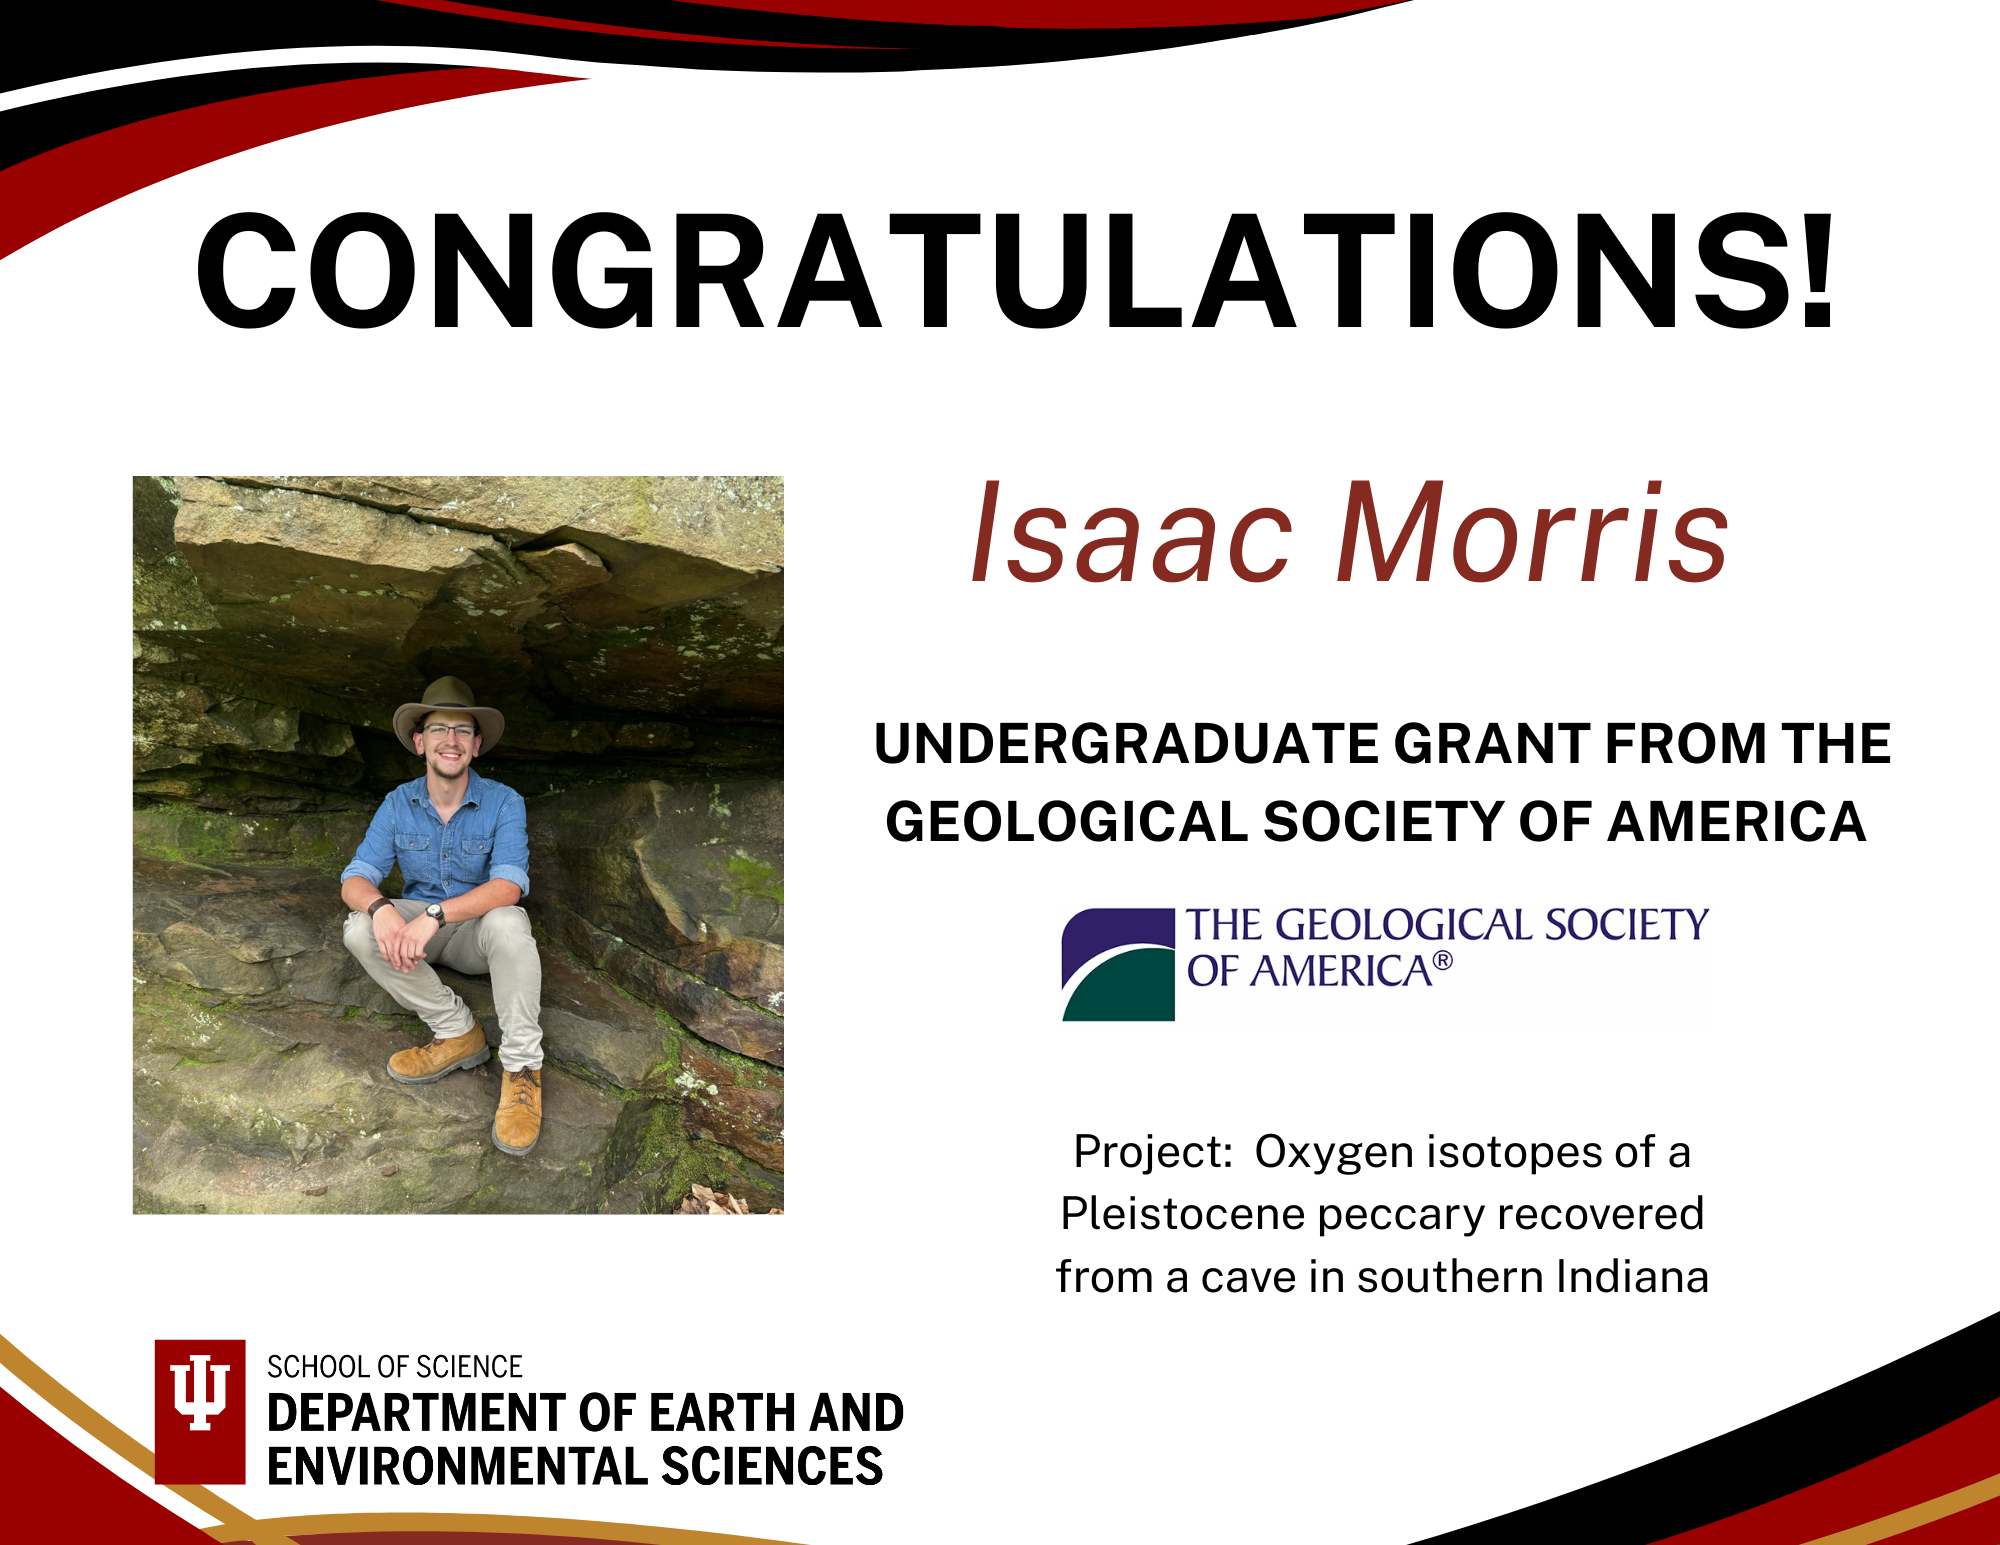 CONGRATULATIONS!
Isaac Morris
UNDERGRADUATE GRANT FROM THE
GEOLOGICAL SOCIETY OF AMERICA
THE GEOLOGICAL SOCIETY
OF AMERICA®
Project:  Oxygen isotopes of a
Pleistocene peccary recovered
from a cave in southern Indiana
SCHOOL OF SCIENCE
DEPARTMENT OF EARTH AND
ENVIRONMENTAL SCIENCES